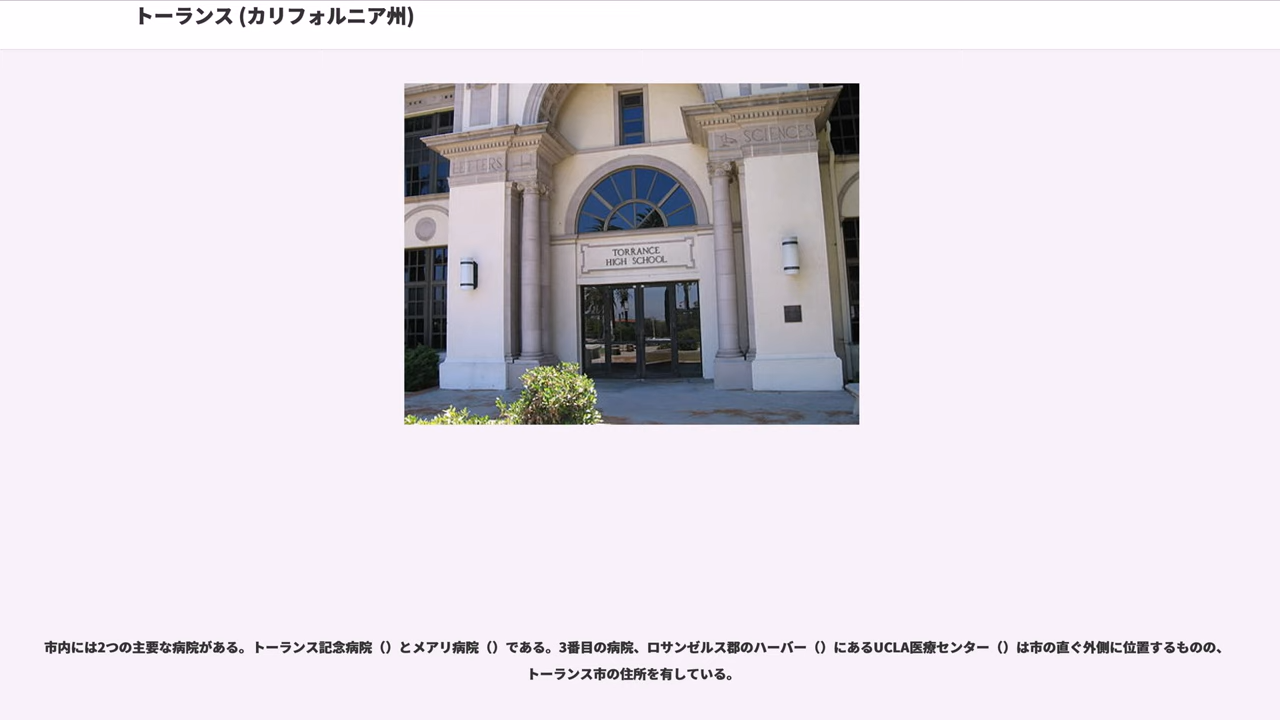 トーランス (カリフォルニア州)
LETTERS
SCIENCES
TORRANCE
HIGH SCHOOL
市内には2つの主要な病院がある。トーランス記念病院（）とメアリ病院（）である。3番目の病院、ロサンゼルス郡のハーバー（）にあるUCLA医療センター（）は市の直ぐ外側に位置するものの、
トーランス市の住所を有している。